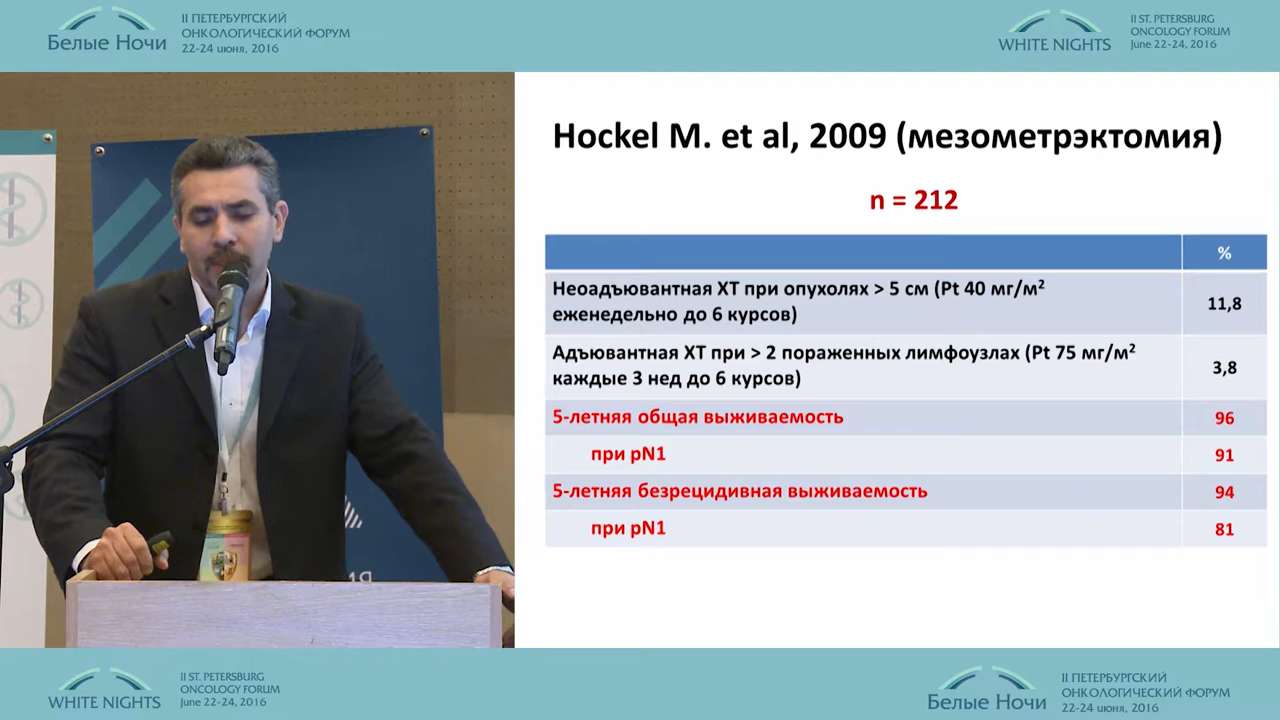 II ПЕТЕРБУРГСКИЙ
ОНКОЛОГИЧЕСКИЙ ФОРУМ
Белые Ночи
22-24 июня, 2016
II ST. PETERSBURG
ONCOLOGY FORUM
WHITE NIGHTS
June 22-24, 2016
Hockel M. et al, 2009 (мезометрэктомия)
n = 212
%
Неоадъювантная ХТ при опухолях > 5 см (Pt 40 мг/м²
еженедельно до 6 курсов)
11,8
Адъювантная ХТ при > 2 пораженных лимфоузлах (Pt 75 мг/м²
каждые 3 нед до 6 курсов)
3,8
5-летняя общая выживаемость
96
при pN1
91
5-летняя безрецидивная выживаемость
94
при pN1
81
II ST. PETERSBURG
ONCOLOGY FORUM
WHITE NIGHTS
June 22-24, 2016
II ПЕТЕРБУРГСКИЙ
ОНКОЛОГИЧЕСКИЙ ФОРУМ
Белые Ночи
22-24 июня, 2016